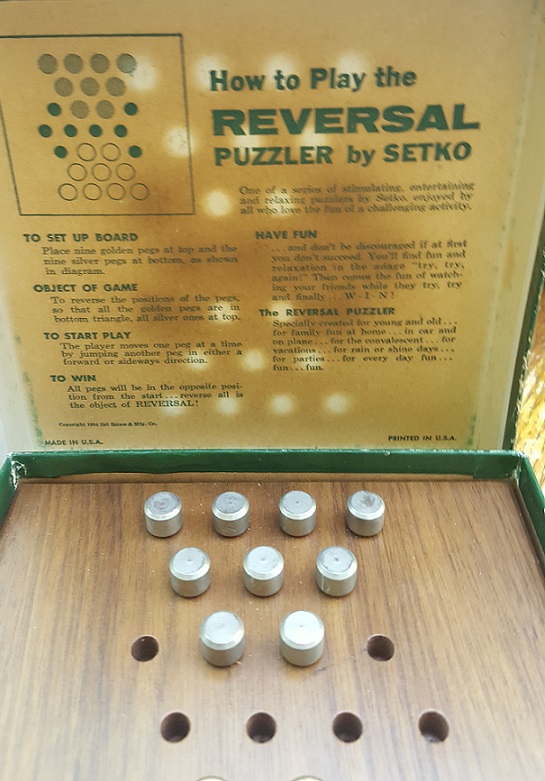 How to Play the
REVERSAL
PUZZLER by SETKO
One of a series of stimulating, entertaining
and relaxing puzzlers by Setko, enjoyed by
all who love the fun of a challenging activity.
TO SET UP BOARD
Place nine golden pegs at top and the
nine silver pegs at bottom, as shown
in diagram.
OBJECT OF GAME
To reverse the positions of the pegs,
so that all the golden pegs are in
bottom triangle, all silver ones at top.
TO START PLAY
The player moves one peg at a time
by jumping another peg in either a
forward or sideways direction.
TO WIN
All pegs will be in the opposite posi-
tion from the start...reverse all is
the object of REVERSAL!
HAVE FUN
... and don't be discouraged if at first
you don't succeed. You'll find fun and
relaxation in the adage "try, try,
again!" Then comes the fun of watch-
ing your friends while they try, try
and finally...W-I-N!
The REVERSAL PUZZLER
Specially created for young and old...
for family fun at home...in car and
on plane...for the convalescent...for
vacations...for rain or shine days...
for parties...for every day fun...
fun...fun.
Copyright Set Screw & Mfg. Co.
MADE IN U.S.A.
PRINTED IN U.S.A.